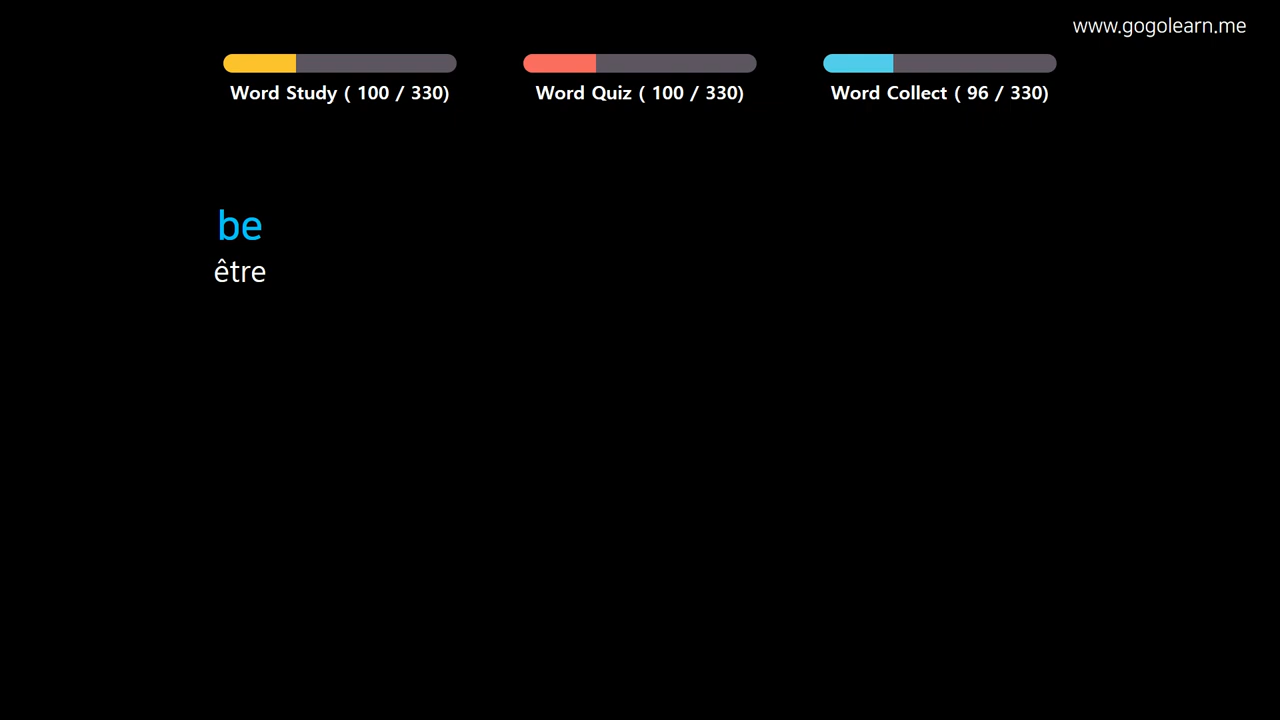 www.gogolearn.me
Word Study ( 100 / 330)
Word Quiz ( 100 / 330)
Word Collect ( 96 / 330)
be
être